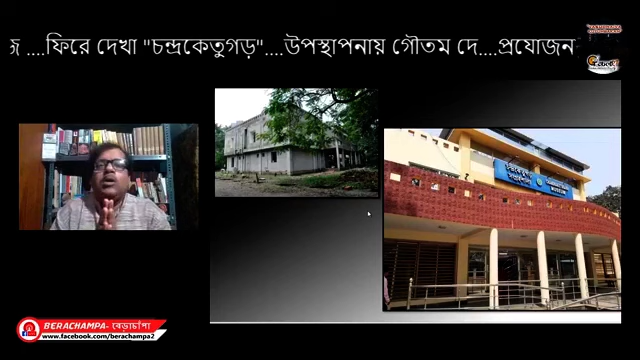 ....ফিরে দেখা "চন্দ্রকেতুগড়"....উপস্থাপনায় গৌতম দে....প্রযোজন
MUSEUM
BERACHAMPA- বেড়াচাঁপা
www.facebook.com/berachampa2